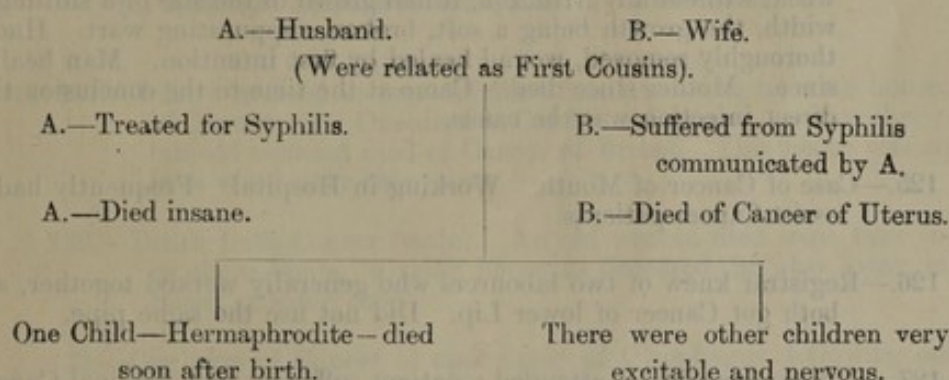 A.—Husband. B.—Wife.
(Were related as First Cousins).
A.—Treated for Syphilis. B.—Suffered from Syphilis
communicated by A.
A.—Died insane. B.—Died of Cancer of Uterus.
One Child—Hermaphrodite—died
soon after birth.
There were other children very
excitable and nervous.